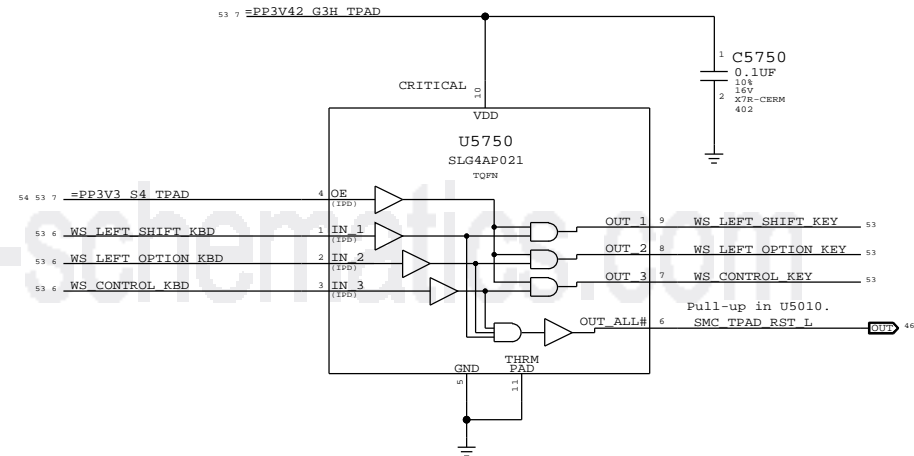 53 7 =PP3V42_G3H_TPAD
1 C5750
0.1UF
10%
16V
2 X7R-CERM
402
CRITICAL
10
VDD
U5750
SLG4AP021
TQFN
54 53 7 =PP3V3_S4_TPAD 4 OE
(IPD)
53 6 WS_LEFT_SHIFT_KBD 1 IN_1
(IPD)
OUT_1 9 WS_LEFT_SHIFT_KEY 53
53 6 WS_LEFT_OPTION_KBD 2 IN_2
(IPD)
OUT_2 8 WS_LEFT_OPTION_KEY 53
53 6 WS_CONTROL_KBD 3 IN_3
(IPD)
OUT_3 7 WS_CONTROL_KEY 53
Pull-up in U5010.
OUT_ALL# 6 SMC_TPAD_RST_L OUT 46
GND
THRM
PAD
5
11
-schematics.com